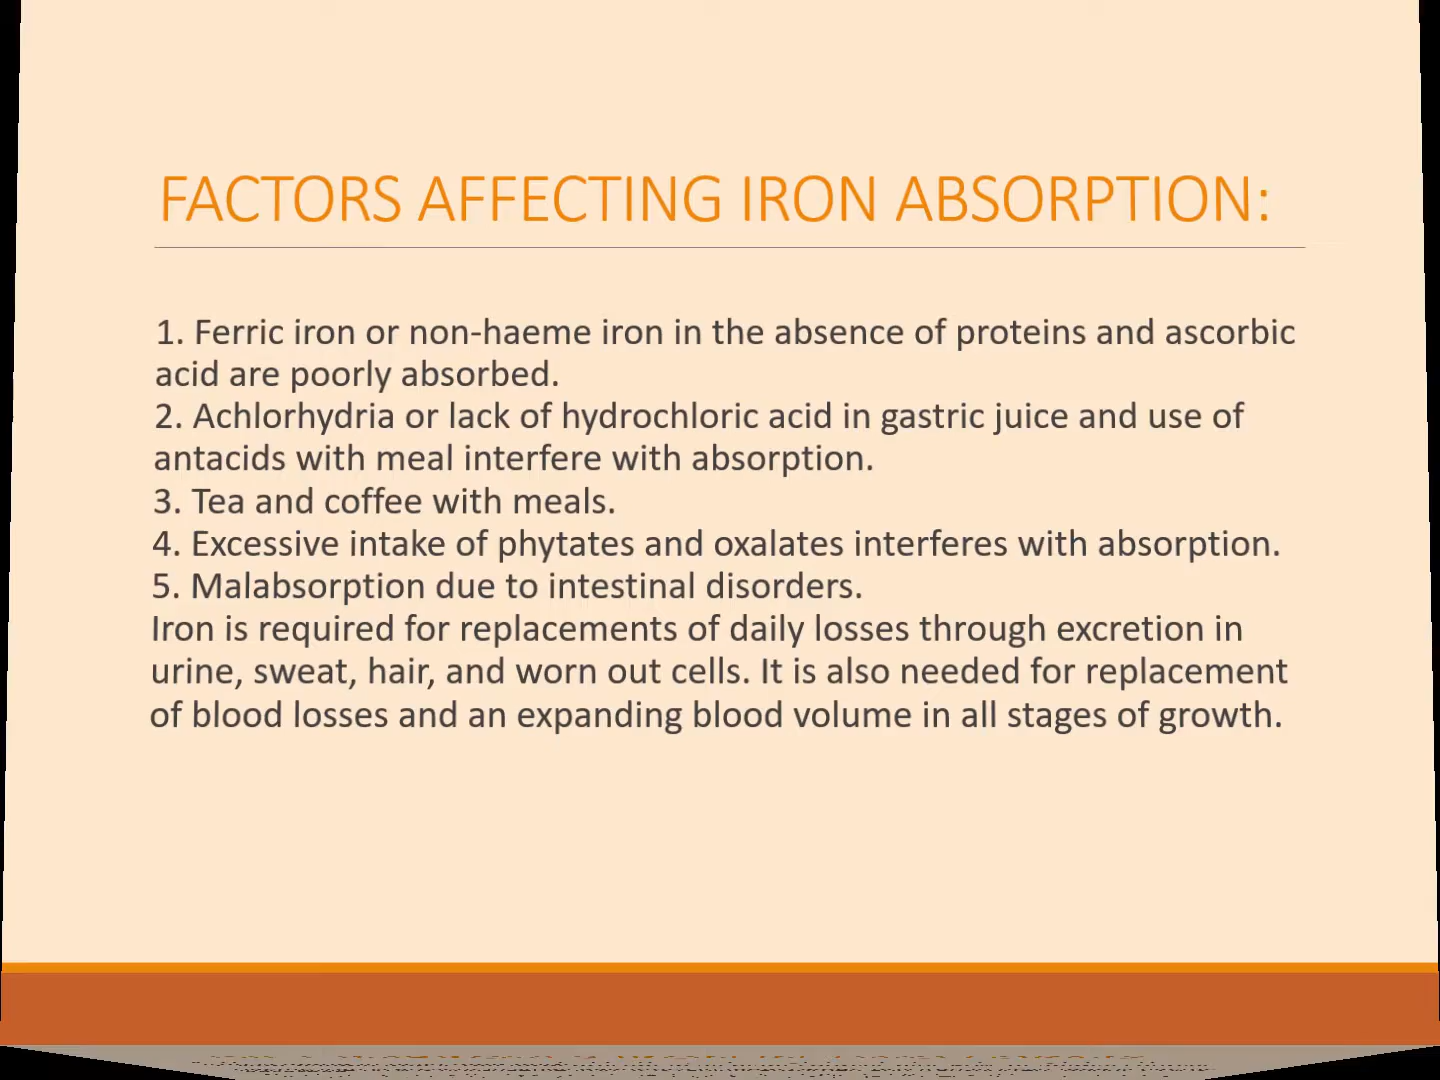 FACTORS AFFECTING IRON ABSORPTION:
1. Ferric iron or non-haeme iron in the absence of proteins and ascorbic
acid are poorly absorbed.
2. Achlorhydria or lack of hydrochloric acid in gastric juice and use of
antacids with meal interfere with absorption.
3. Tea and coffee with meals.
4. Excessive intake of phytates and oxalates interferes with absorption.
5. Malabsorption due to intestinal disorders.
Iron is required for replacements of daily losses through excretion in
urine, sweat, hair, and worn out cells. It is also needed for replacement
of blood losses and an expanding blood volume in all stages of growth.